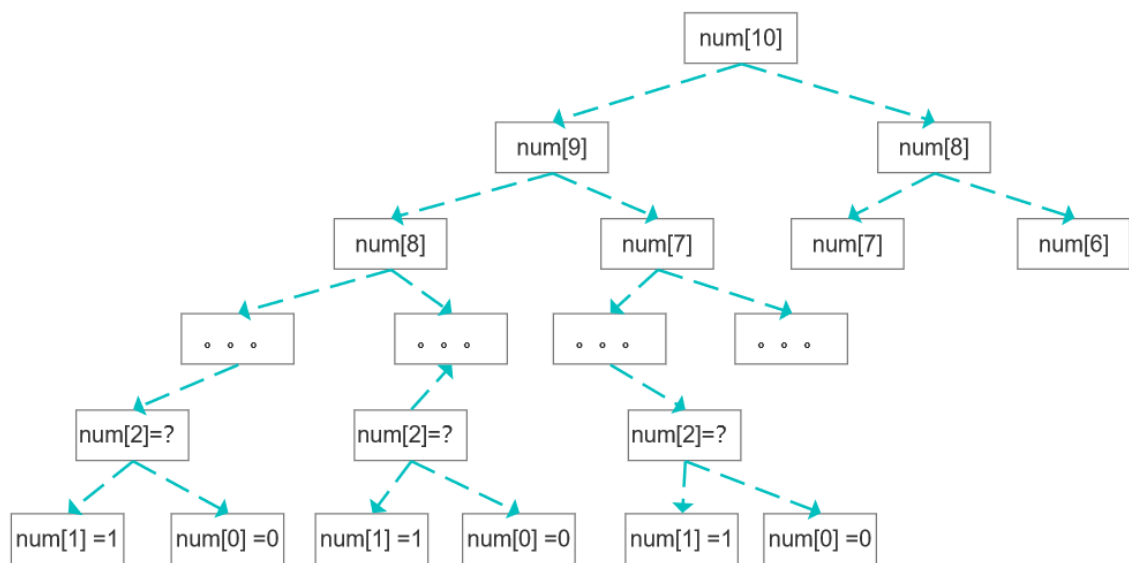 num[10]
num[9]
num[8]
num[8]
num[7]
num[7]
num[6]
。。。
。。。
。。。
。。。
num[2]=?
num[2]=?
num[2]=?
num[1] =1
num[0] =0
num[1] =1
num[0] =0
num[1] =1
num[0] =0